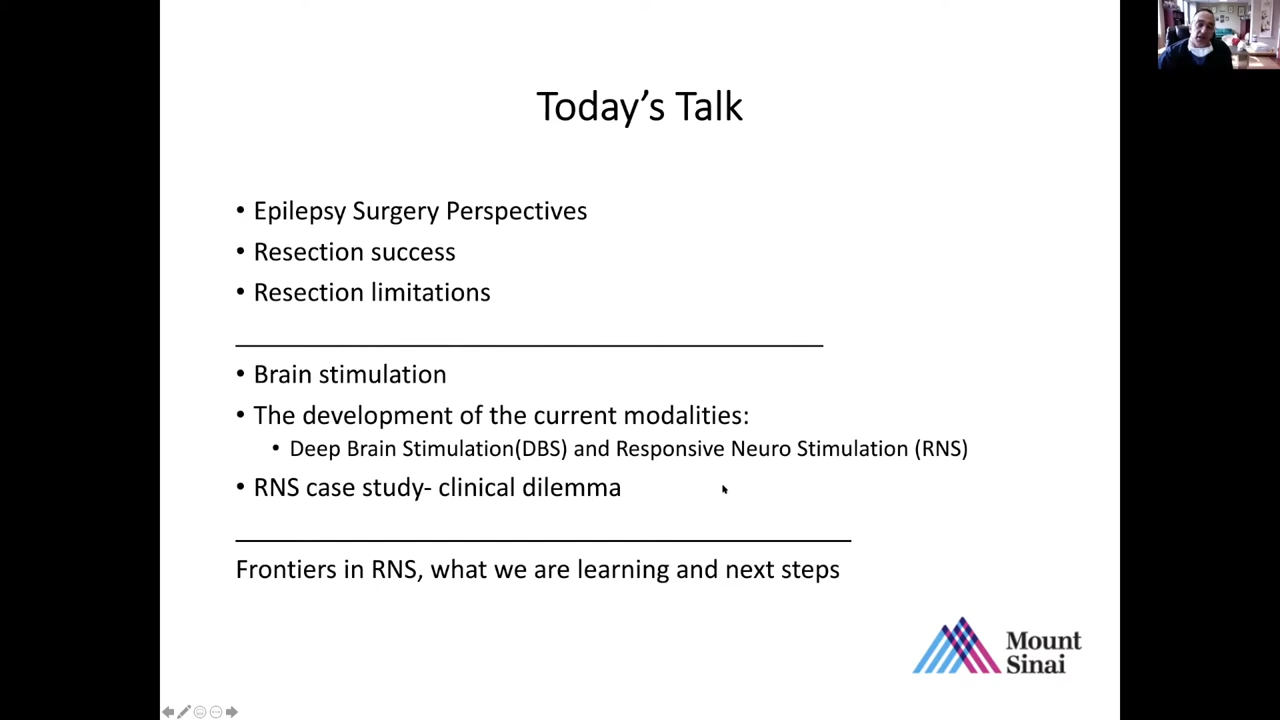 Today's Talk
• Epilepsy Surgery Perspectives
• Resection success
• Resection limitations
• Brain stimulation
• The development of the current modalities:
• Deep Brain Stimulation(DBS) and Responsive Neuro Stimulation (RNS)
• RNS case study- clinical dilemma
Frontiers in RNS, what we are learning and next steps
Mount
Sinai